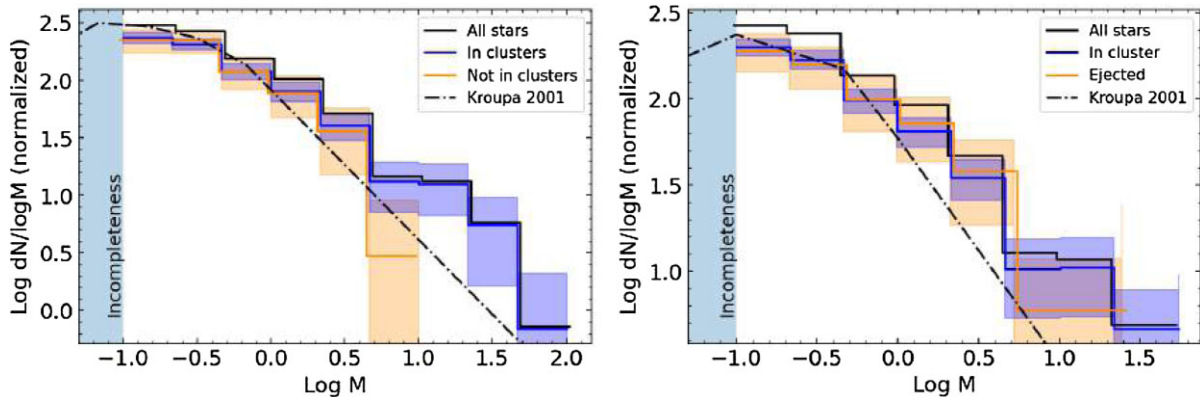 2.5
2.0
1.5
1.0
0.5
0.0
Log dN/logM (normalized)
Incompleteness
All stars
In clusters
Not in clusters
Kroupa 2001
−1.0 −0.5 0.0 0.5 1.0 1.5 2.0
Log M
2.5
2.0
1.5
1.0
Log dN/logM (normalized)
Incompleteness
All stars
In cluster
Ejected
Kroupa 2001
−1.0 −0.5 0.0 0.5 1.0 1.5
Log M